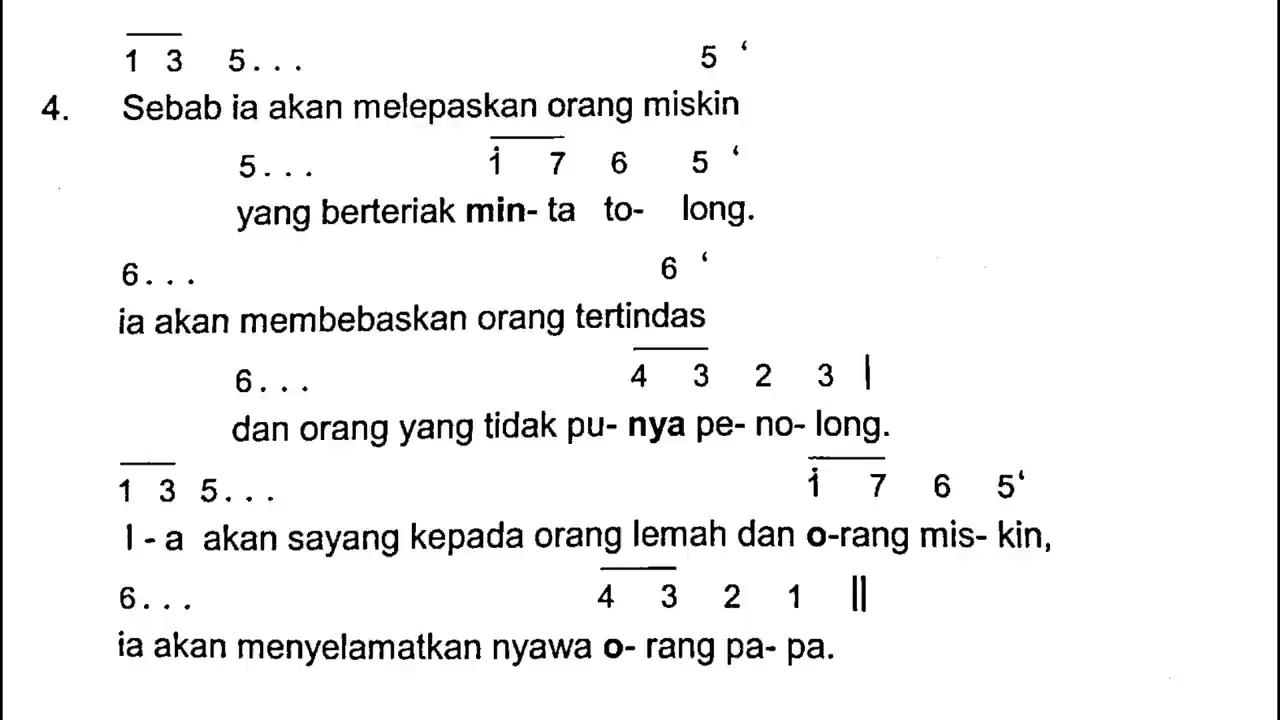 1 3 5... 5 ‘
4. Sebab ia akan melepaskan orang miskin
5... i 7 6 5 ‘
yang berteriak min- ta to- long.
6... 6 ‘
ia akan membebaskan orang tertindas
6... 4 3 2 3 |
dan orang yang tidak pu- nya pe- no- long.
1 3 5... i 7 6 5‘
I - a akan sayang kepada orang lemah dan o-rang mis- kin,
6... 4 3 2 1 ||
ia akan menyelamatkan nyawa o- rang pa- pa.